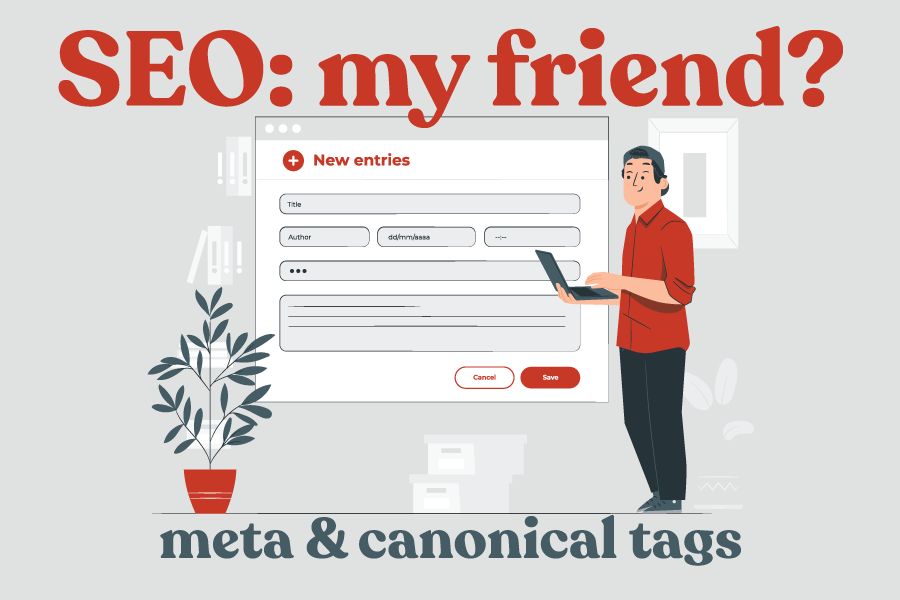 SEO: my friend?
New entries
Title
Author dd/mm/aaaa --:--
Cancel Save
meta & canonical tags